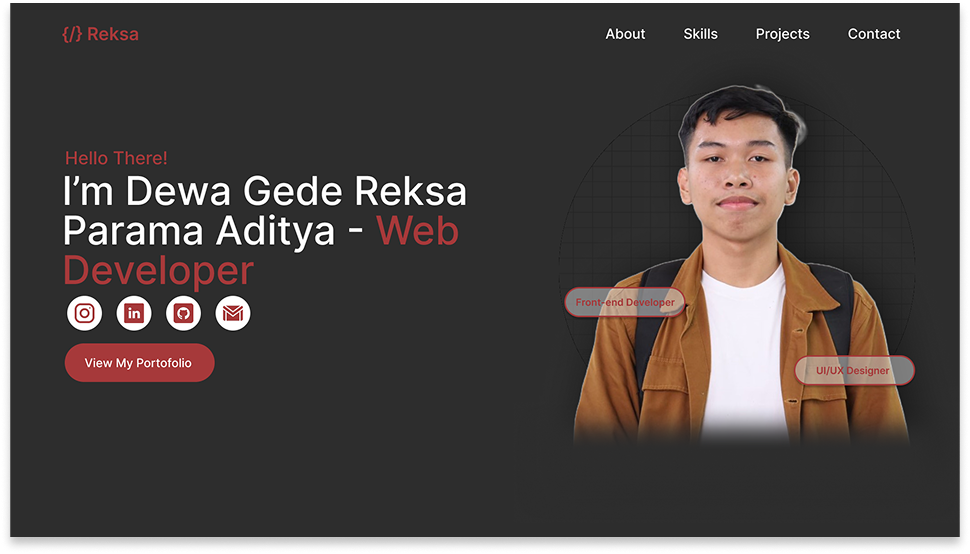 {/} Reksa
About Skills Projects Contact
Hello There!
I’m Dewa Gede Reksa
Parama Aditya - Web
Developer
in
View My Portofolio
Front-end Developer
UI/UX Designer